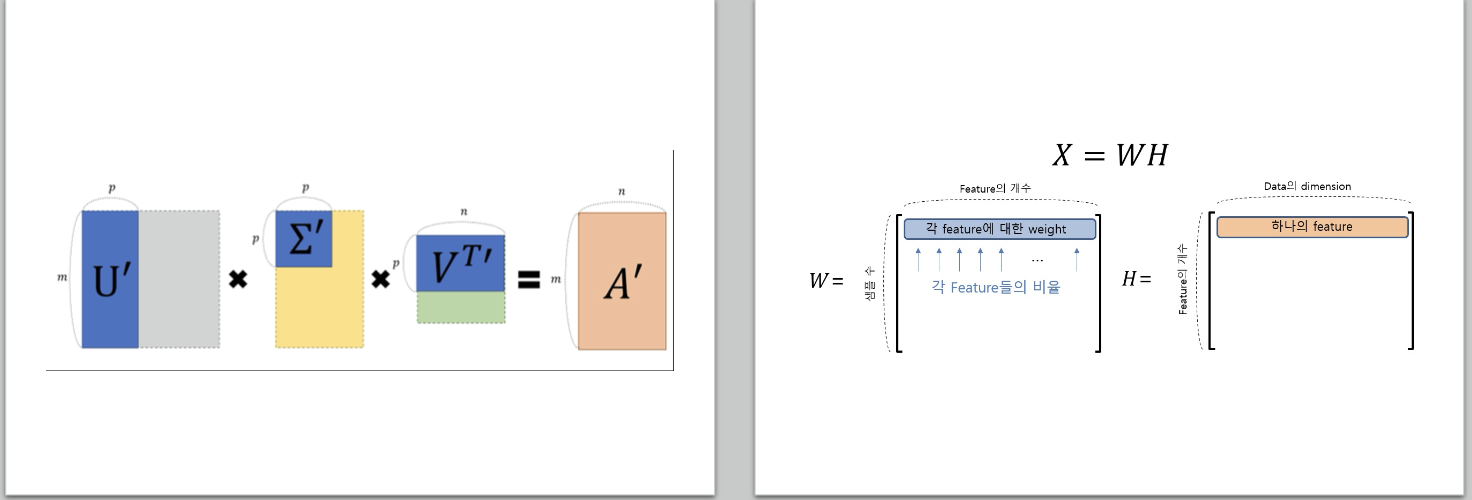 p
p
n
n
m
U′
p
Σ′
p
V^T′
m
A′
X = WH
Feature의 개수
Data의 dimension
각 feature에 대한 weight
하나의 feature
W =
샘플 수
...
각 Feature들의 비율
H =
Feature의 개수